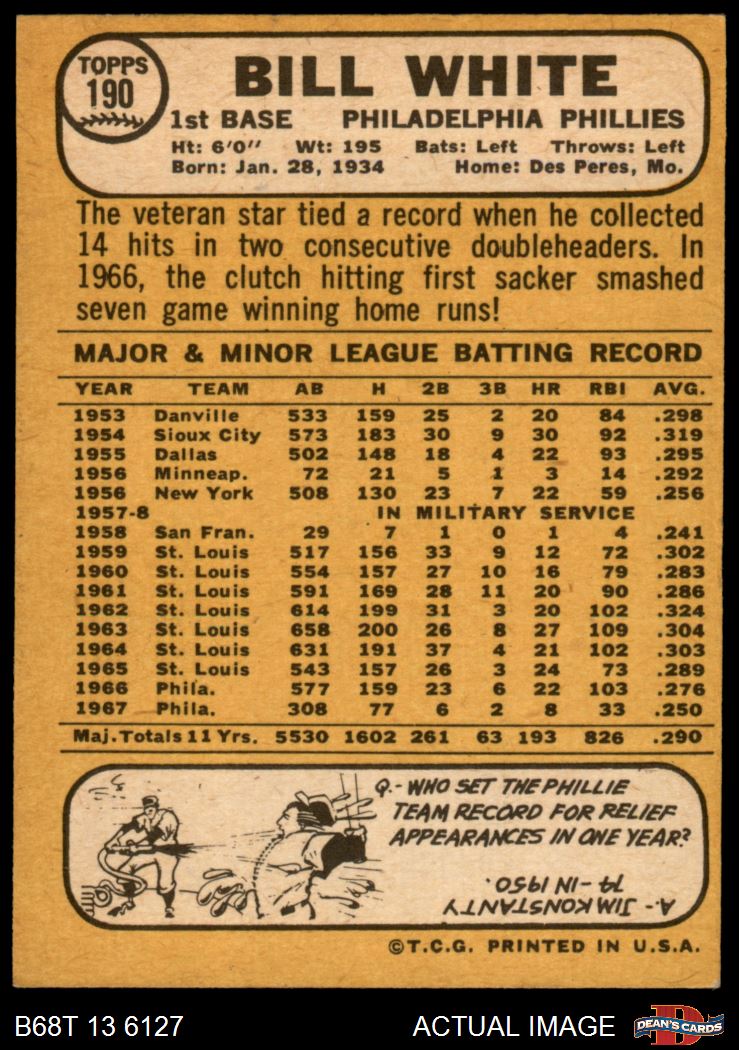 TOPPS
190
BILL WHITE
1st BASE PHILADELPHIA PHILLIES
Ht: 6'0" Wt: 195 Bats: Left Throws: Left
Born: Jan. 28, 1934 Home: Des Peres, Mo.
The veteran star tied a record when he collected
14 hits in two consecutive doubleheaders. In
1966, the clutch hitting first sacker smashed
seven game winning home runs!
MAJOR & MINOR LEAGUE BATTING RECORD
YEAR TEAM AB H 2B 3B HR RBI AVG.
1953 Danville 533 159 25 2 20 84 .298
1954 Sioux City 573 183 30 9 30 92 .319
1955 Dallas 502 148 18 4 22 93 .295
1956 Minneap. 72 21 5 1 3 14 .292
1956 New York 508 130 23 7 22 59 .256
1957-8 IN MILITARY SERVICE
1958 San Fran. 29 7 1 0 1 4 .241
1959 St. Louis 517 156 33 9 12 72 .302
1960 St. Louis 554 157 27 10 16 79 .283
1961 St. Louis 591 169 28 11 20 90 .286
1962 St. Louis 614 199 31 3 20 102 .324
1963 St. Louis 658 200 26 8 27 109 .304
1964 St. Louis 631 191 37 4 21 102 .303
1965 St. Louis 543 157 26 3 24 73 .289
1966 Phila. 577 159 23 6 22 103 .276
1967 Phila. 308 77 6 2 8 33 .250
Maj. Totals 11 Yrs. 5530 1602 261 63 193 826 .290
Q.- WHO SET THE PHILLIE
TEAM RECORD FOR RELIEF
APPEARANCES IN ONE YEAR?
A.- JIM KONSTANTY
74 - IN 1950.
©T.C.G. PRINTED IN U.S.A.
B68T 13 6127 ACTUAL IMAGE
DEAN'S CARDS